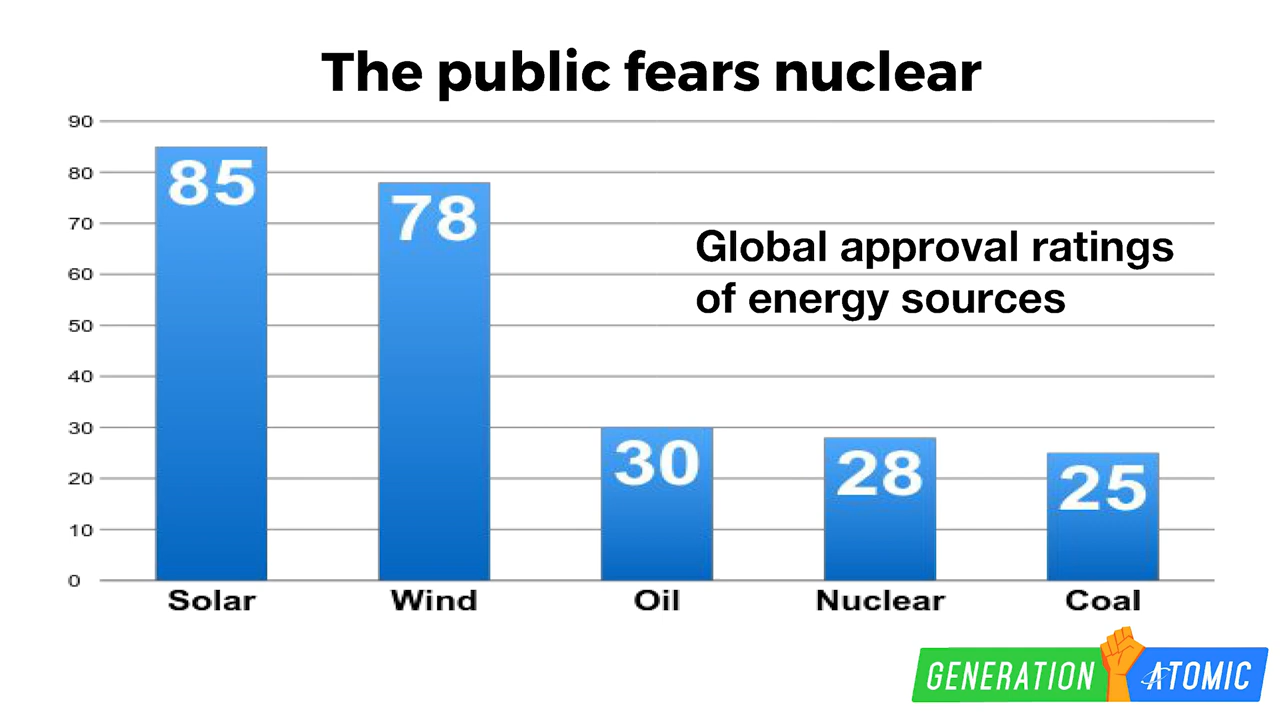 The public fears nuclear
90
80
70
60
50
40
30
20
10
0
85
78
30
28
25
Global approval ratings
of energy sources
Solar
Wind
Oil
Nuclear
Coal
GENERATION ATOMIC